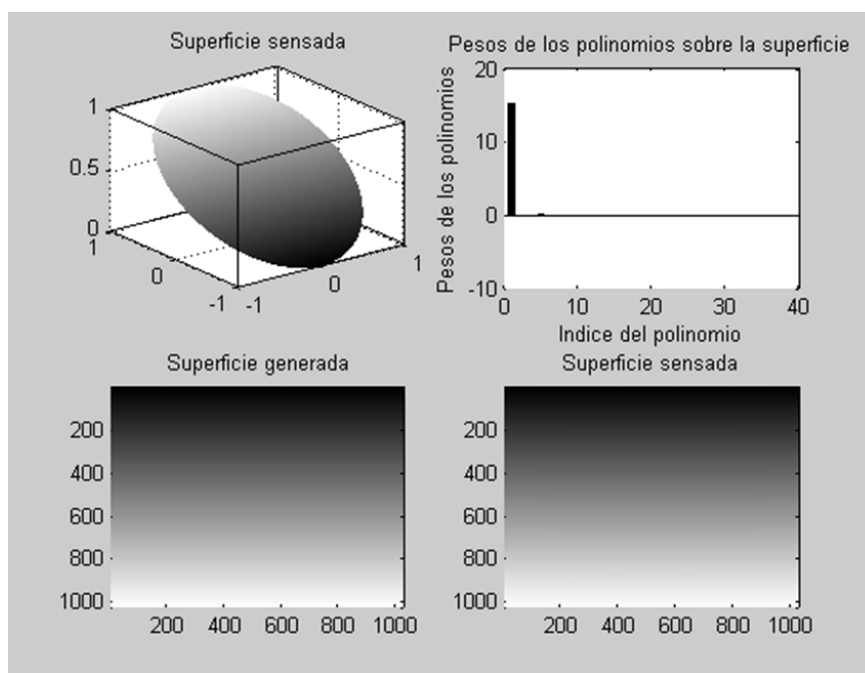 Superficie sensada
1
0.5
0
1
0
-1
-1
0
1
Pesos de los polinomios sobre la superficie
Pesos de los polinomios
20
10
0
-10
0 10 20 30 40
Indice del polinomio
Superficie generada
200
400
600
800
1000
200 400 600 800 1000
Superficie sensada
200
400
600
800
1000
200 400 600 800 1000